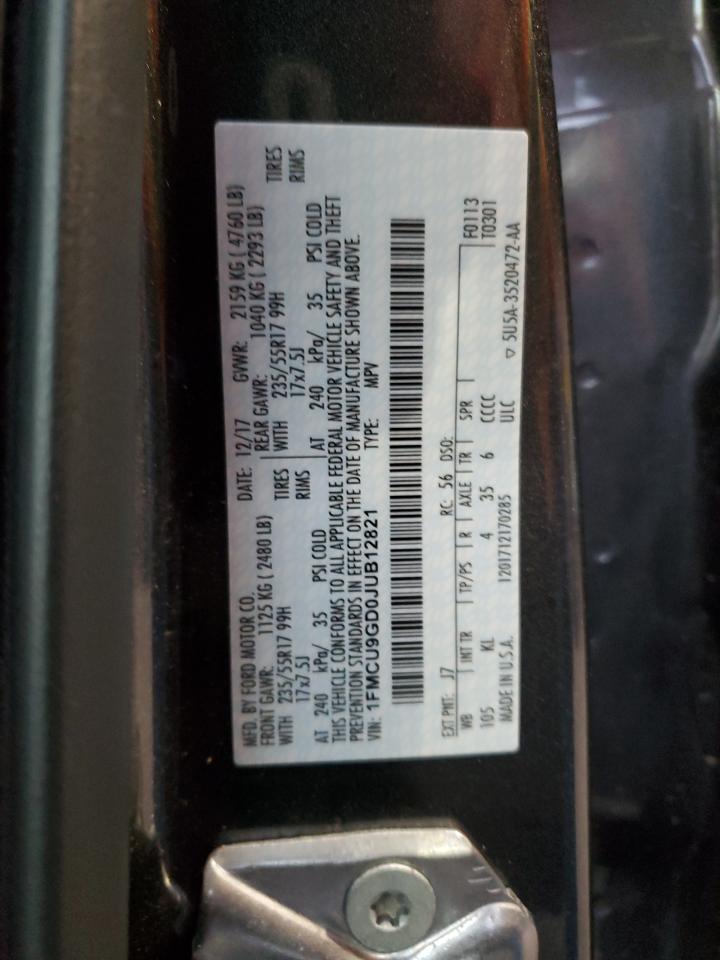 MFD. BY FORD MOTOR CO.
DATE: 12/17 GVWR: 2159 KG ( 4760 LB)
FRONT GAWR: 1125 KG ( 2480 LB) REAR GAWR: 1040 KG ( 2293 LB)
WITH 235/55R17 99H TIRES WITH 235/55R17 99H TIRES
17x7.5J RIMS 17x7.5J RIMS
AT 240 kPa/ 35 PSI COLD AT 240 kPa/ 35 PSI COLD
THIS VEHICLE CONFORMS TO ALL APPLICABLE FEDERAL MOTOR VEHICLE SAFETY AND THEFT
PREVENTION STANDARDS IN EFFECT ON THE DATE OF MANUFACTURE SHOWN ABOVE.
VIN: 1FMCU9GD0JUB12821 TYPE: MPV
EXT PNT: J7 RC: 56 DSO: F0113
WB INT TR TP/PS R AXLE TR SPR T0301
105 KL 4 35 6 CCCC
MADE IN U.S.A. 1201712170285 ULC ▽ 5U5A-3520472-AA